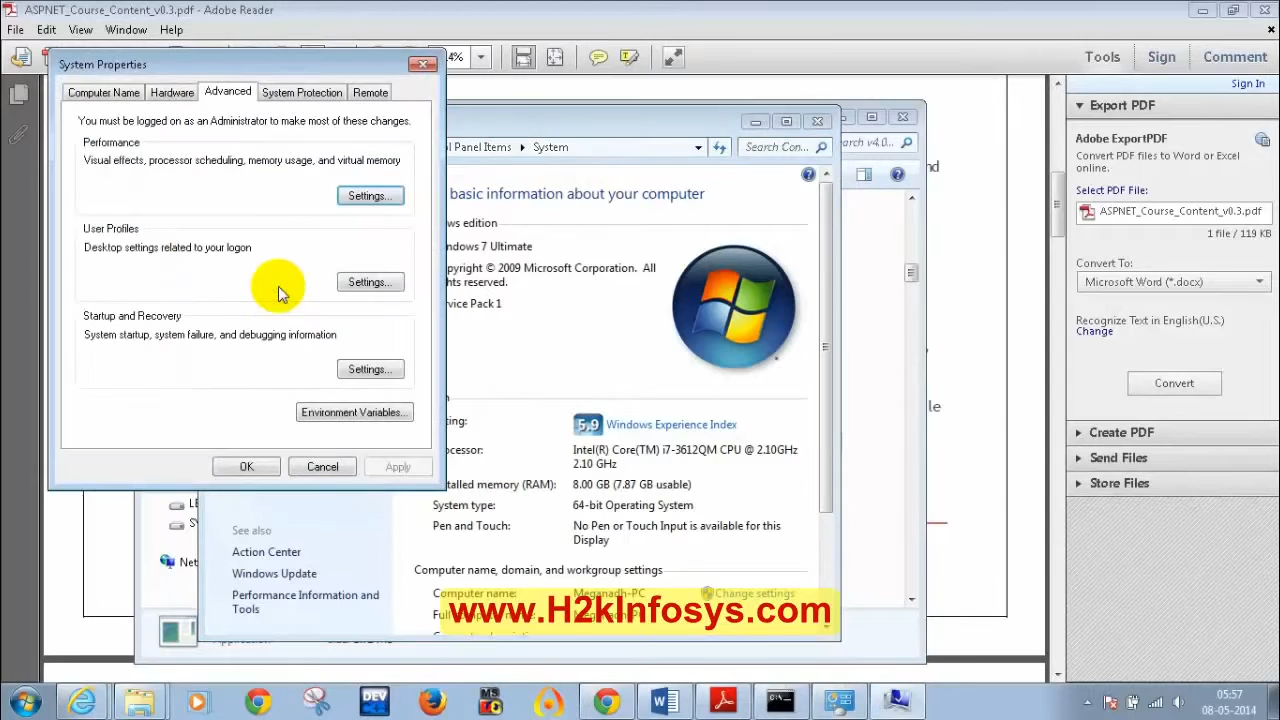 ASPNET_Course_Content_v0.3.pdf - Adobe Reader
File Edit View Window Help
Tools Sign Comment
System Properties
Computer Name Hardware Advanced System Protection Remote
You must be logged on as an Administrator to make most of these changes.
Performance
Visual effects, processor scheduling, memory usage, and virtual memory
Settings...
User Profiles
Desktop settings related to your logon
Settings...
Startup and Recovery
System startup, system failure, and debugging information
Settings...
Environment Variables...
OK Cancel Apply
Panel Items System Search Con...
basic information about your computer
ws edition
ndows 7 Ultimate
pyright © 2009 Microsoft Corporation. All
hts reserved.
vice Pack 1
5.9 Windows Experience Index
Intel(R) Core(TM) i7-3612QM CPU @ 2.10GHz
2.10 GHz
talled memory (RAM): 8.00 GB (7.87 GB usable)
System type: 64-bit Operating System
Pen and Touch: No Pen or Touch Input is available for this
Display
Computer name, domain, and workgroup settings
Computer name: Meganadh-PC Change settings
See also
Action Center
Windows Update
Performance Information and
Tools
www.H2kInfosys.com
Sign In
Export PDF
Adobe ExportPDF
Convert PDF files to Word or Excel
online.
Select PDF File:
ASPNET_Course_Content_v0.3.pdf
1 file / 119 KB
Convert To:
Microsoft Word (*.docx)
Recognize Text in English(U.S.)
Change
Convert
Create PDF
Send Files
Store Files
DEV
MS
05:57
08-05-2014